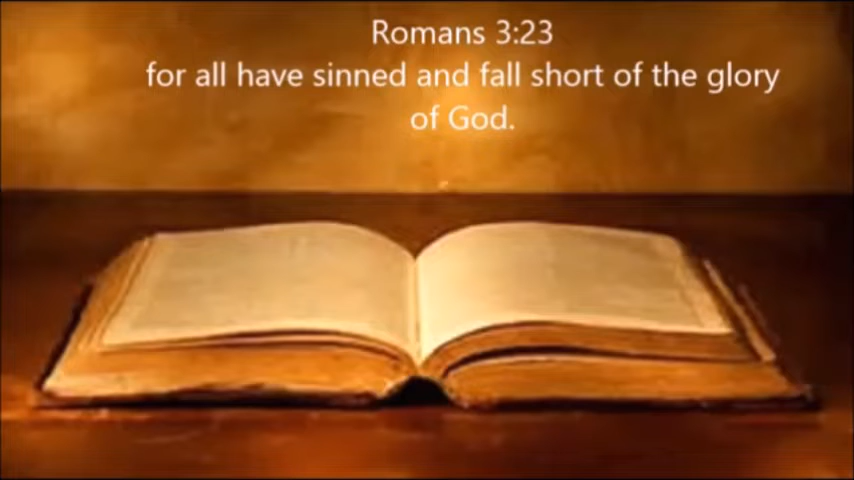 Romans 3:23
for all have sinned and fall short of the glory
of God.